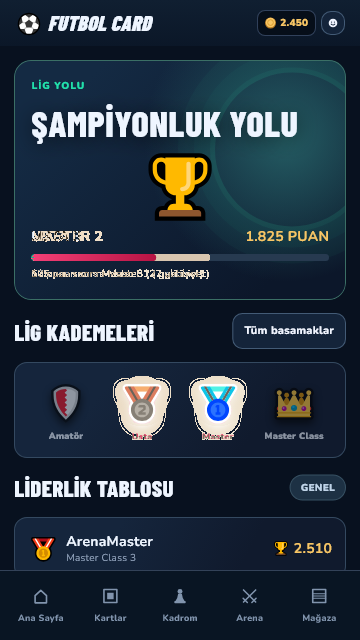 FUTBOL CARD
2.450
LİG YOLU
ŞAMPİYONLUK YOLU
2
1.825 PUAN
LİG KADEMELERİ
Tüm basamaklar
Amatör
Master Class
LİDERLİK TABLOSU
GENEL
ArenaMaster
Master Class 3
2.510
Ana Sayfa
Kartlar
Kadrom
Arena
Mağaza